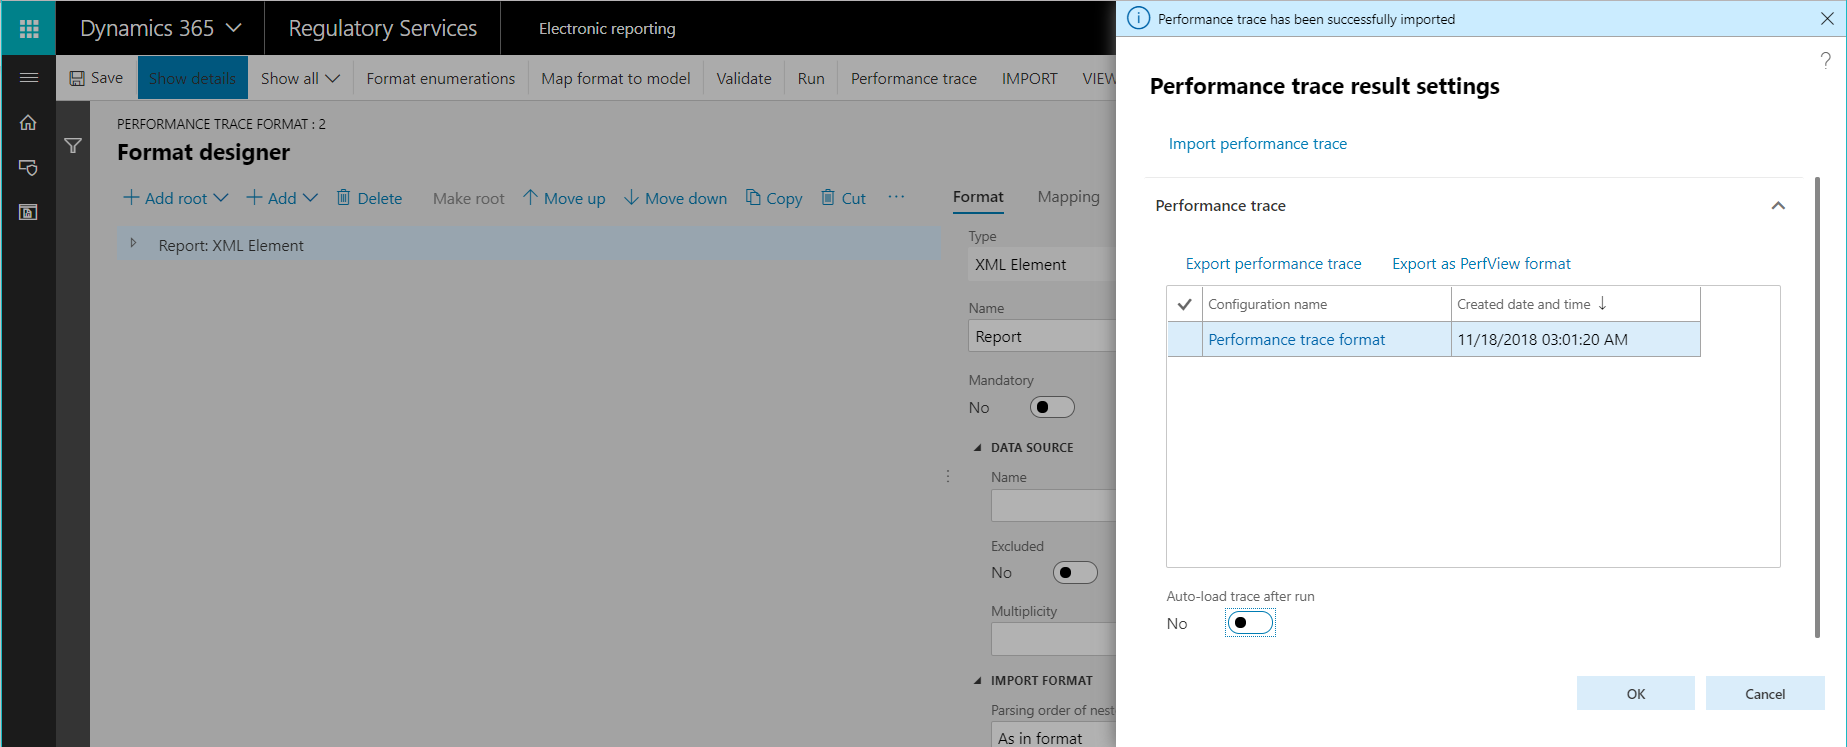 Dynamics 365
Regulatory Services
Electronic reporting
Performance trace has been successfully imported
Save
Show details
Show all
Format enumerations
Map format to model
Validate
Run
Performance trace
IMPORT
VIEW
?
Performance trace result settings
PERFORMANCE TRACE FORMAT : 2
Format designer
Add root
Add
Delete
Make root
Move up
Move down
Copy
Cut
...
Report: XML Element
Format
Mapping
Type
XML Element
Name
Report
Mandatory
No
DATA SOURCE
Name
Excluded
No
Multiplicity
IMPORT FORMAT
Parsing order of nest
As in format
Import performance trace
Performance trace
Export performance trace
Export as PerfView format
Configuration name
Created date and time
Performance trace format
11/18/2018 03:01:20 AM
Auto-load trace after run
No
OK
Cancel